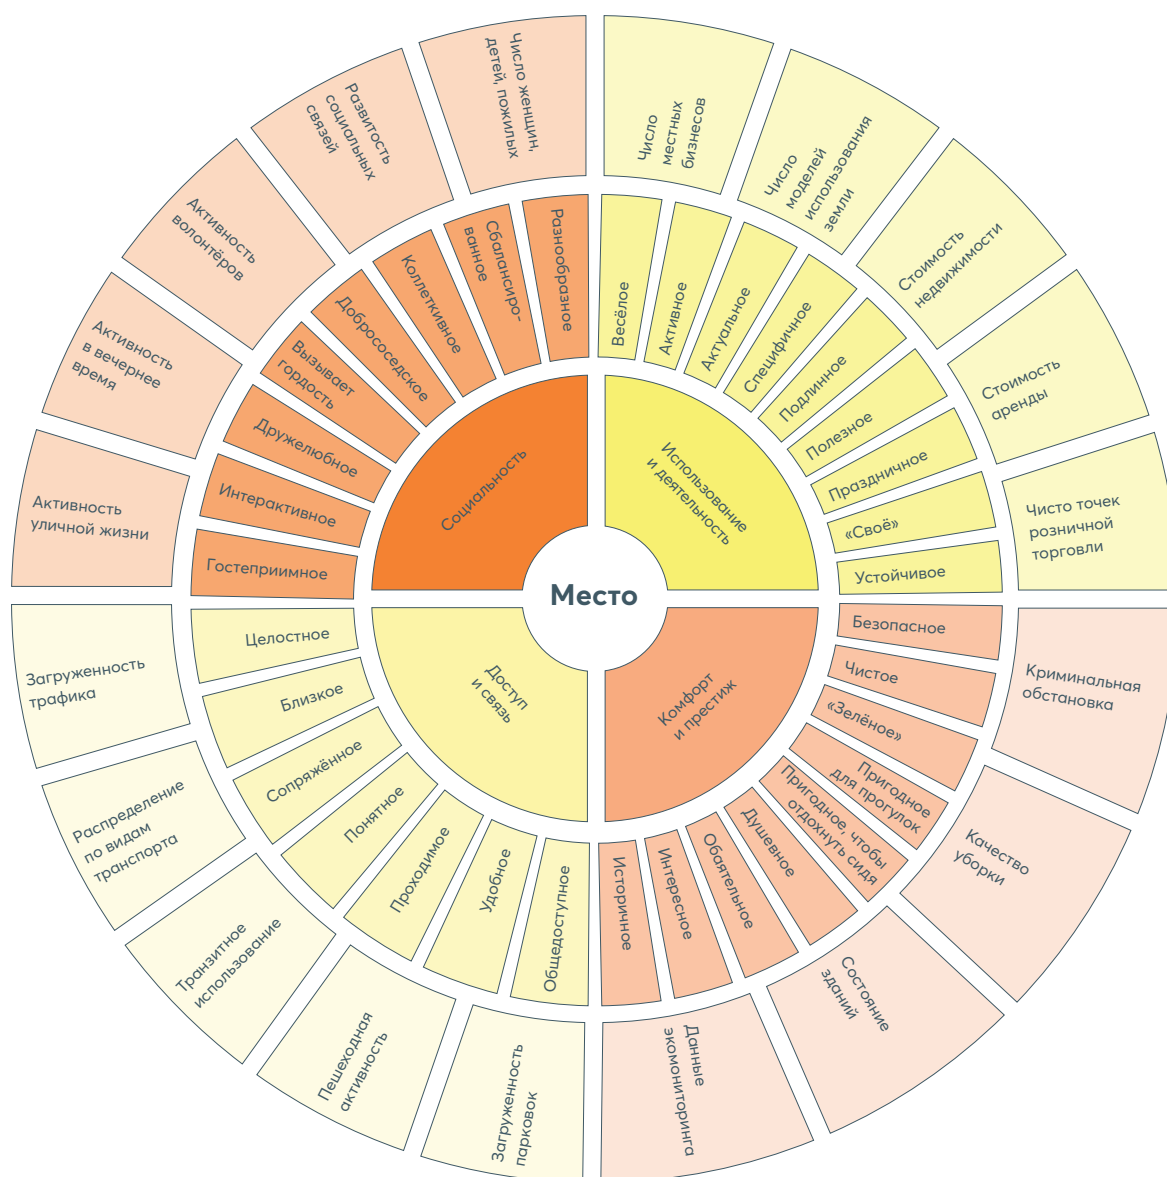 Место
Социальность
Использование
и деятельность
Комфорт
и престиж
Доступ
и связь
Гостеприимное
Интерактивное
Дружелюбное
Вызывает
гордость
Добрососедское
Коллеткивное
Сбалансиро-
ванное
Разнообразное
Весёлое
Активное
Актуальное
Специфичное
Подлинное
Полезное
Праздничное
«Своё»
Устойчивое
Безопасное
Чистое
«Зелёное»
Пригодное
для прогулок
Пригодное, чтобы
отдохнуть сидя
Душевное
Обаятельное
Интересное
Историчное
Общедоступное
Удобное
Проходимое
Понятное
Сопряжённое
Близкое
Целостное
Активность
уличной жизни
Активность
в вечернее
время
Активность
волонтёров
Развитость
социальных
связей
Число женщин,
детей, пожилых
Число
местных
бизнесов
Число
моделей
использования
земли
Стоимость
недвижимости
Стоимость
аренды
Чисто точек
розничной
торговли
Криминальная
обстановка
Качество
уборки
Состояние
зданий
Данные
экомониторинга
Загруженность
парковок
Пешеходная
активность
Транзитное
использование
Распределение
по видам
транспорта
Загруженность
трафика